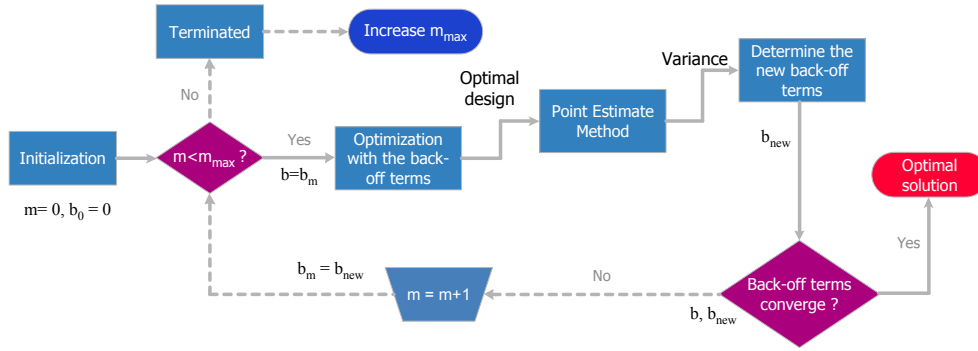 Terminated
Increase m_max
No
Initialization
m= 0, b_0 = 0
m<m_max ?
Yes
b=b_m
Optimization
with the back-
off terms
Optimal
design
Point Estimate
Method
Variance
Determine the
new back-off
terms
b_new
Optimal
solution
Yes
Back-off terms
converge ?
b, b_new
No
m = m+1
b_m = b_new